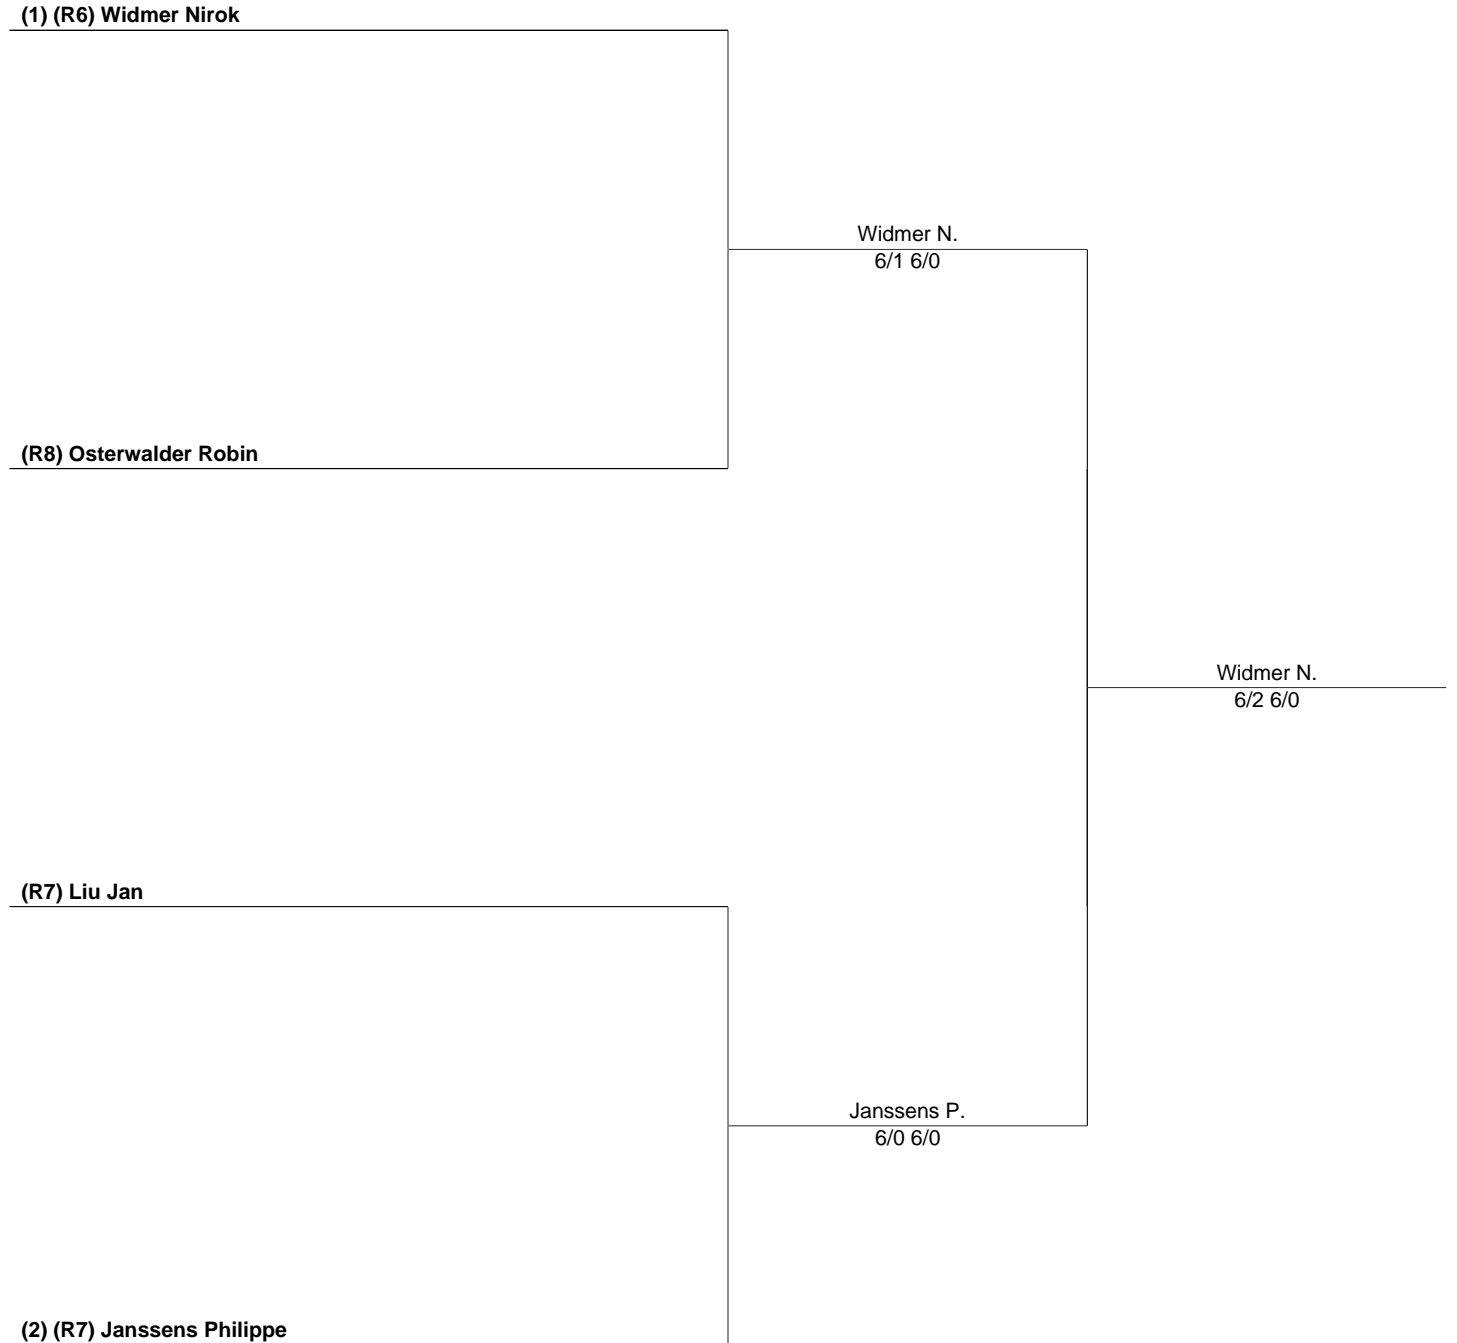 (1) (R6) Widmer Nirok
Widmer N.
6/1 6/0
(R8) Osterwalder Robin
Widmer N.
6/2 6/0
(R7) Liu Jan
Janssens P.
6/0 6/0
(2) (R7) Janssens Philippe